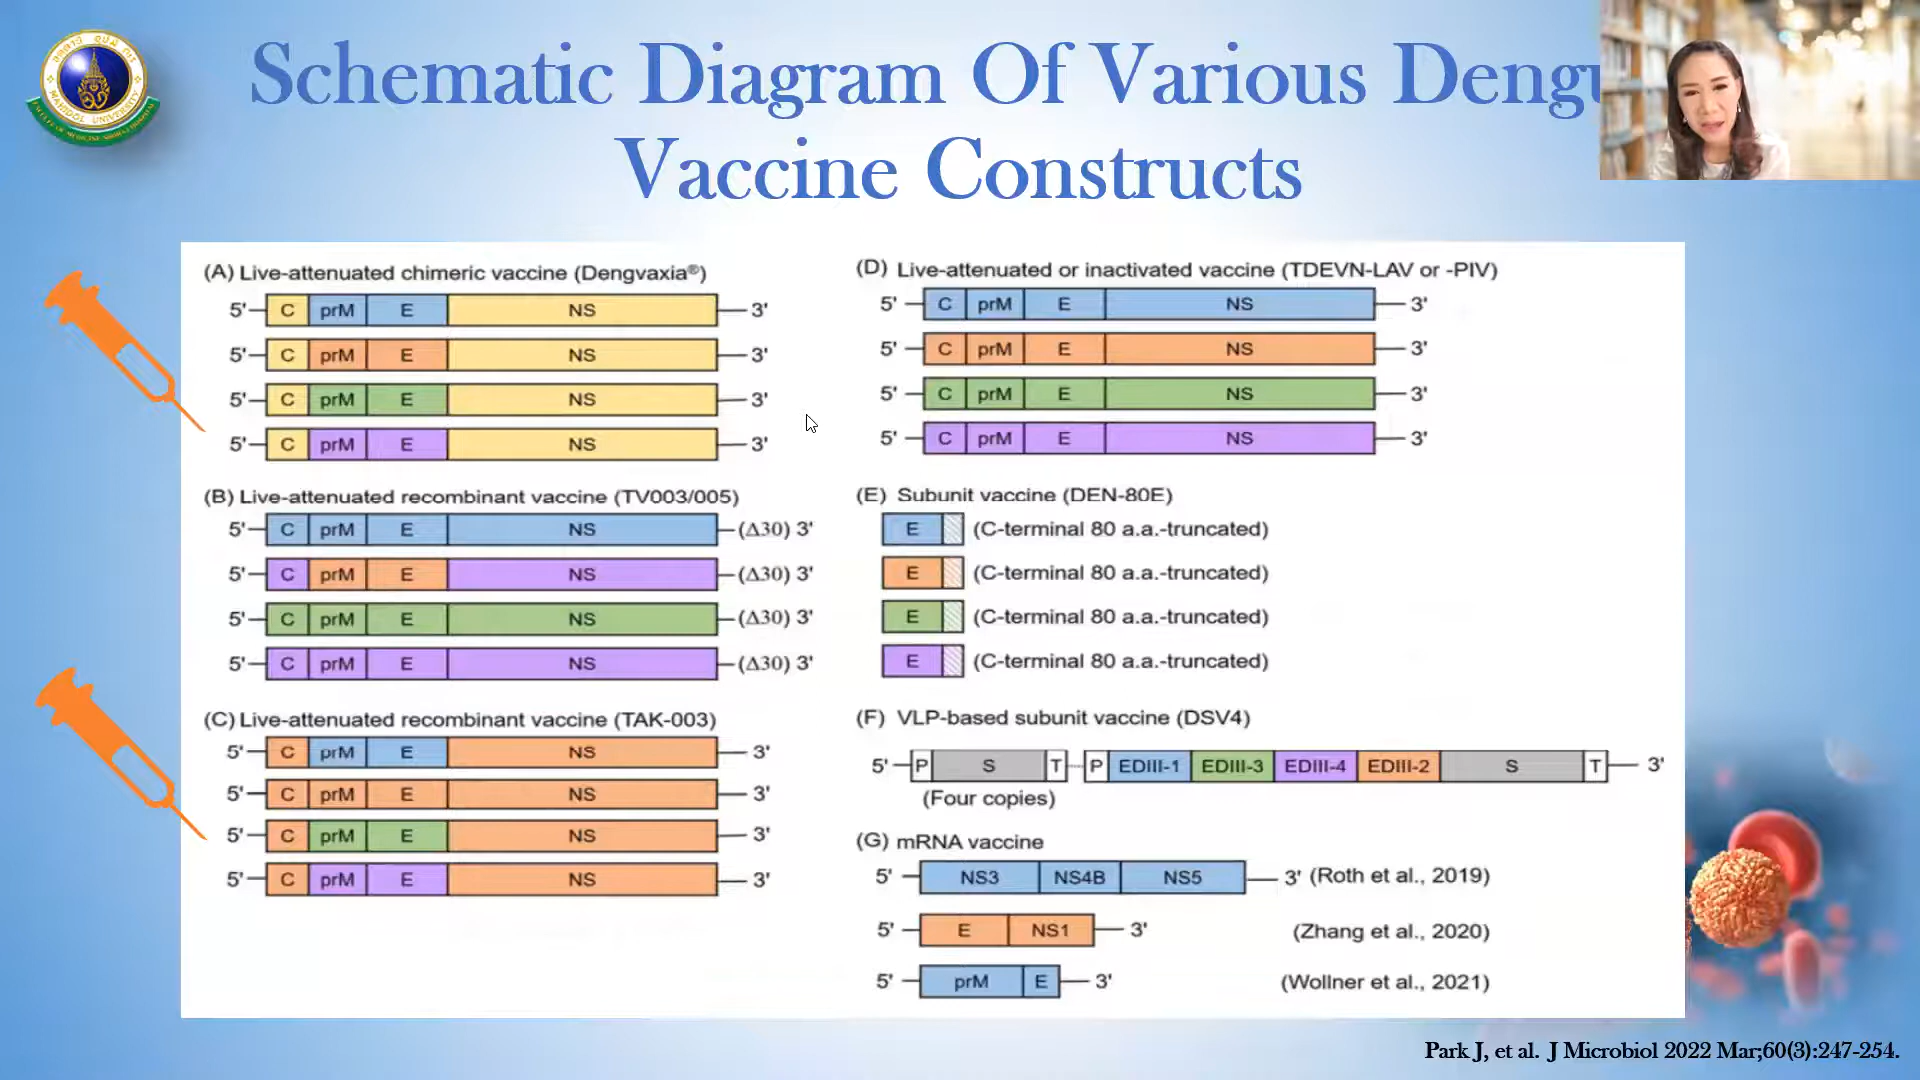 Schematic Diagram Of Various Dengu
Vaccine Constructs
MAHIDOL UNIVERSITY
(A) Live-attenuated chimeric vaccine (Dengvaxia®)
5' C prM E NS 3'
5' C prM E NS 3'
5' C prM E NS 3'
5' C prM E NS 3'
(B) Live-attenuated recombinant vaccine (TV003/005)
5' C prM E NS (Δ30) 3'
5' C prM E NS (Δ30) 3'
5' C prM E NS (Δ30) 3'
5' C prM E NS (Δ30) 3'
(C) Live-attenuated recombinant vaccine (TAK-003)
5' C prM E NS 3'
5' C prM E NS 3'
5' C prM E NS 3'
5' C prM E NS 3'
(D) Live-attenuated or inactivated vaccine (TDEVN-LAV or -PIV)
5' C prM E NS 3'
5' C prM E NS 3'
5' C prM E NS 3'
5' C prM E NS 3'
(E) Subunit vaccine (DEN-80E)
E (C-terminal 80 a.a.-truncated)
E (C-terminal 80 a.a.-truncated)
E (C-terminal 80 a.a.-truncated)
E (C-terminal 80 a.a.-truncated)
(F) VLP-based subunit vaccine (DSV4)
5' P S T P EDIII-1 EDIII-3 EDIII-4 EDIII-2 S T 3'
(Four copies)
(G) mRNA vaccine
5' NS3 NS4B NS5 3' (Roth et al., 2019)
5' E NS1 3' (Zhang et al., 2020)
5' prM E 3' (Wollner et al., 2021)
Park J, et al. J Microbiol 2022 Mar;60(3):247-254.